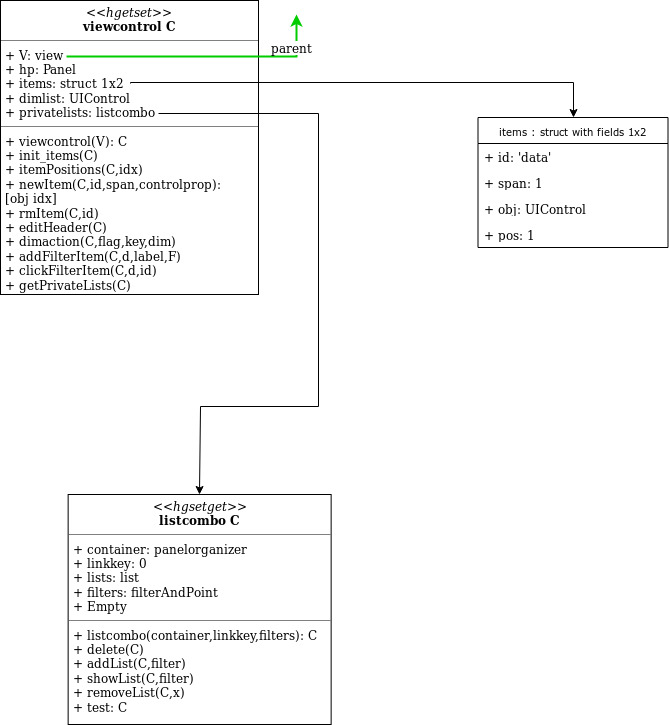 <<hgetset>>
viewcontrol C
+ V: view
+ hp: Panel
+ items: struct 1x2
+ dimlist: UIControl
+ privatelists: listcombo
+ viewcontrol(V): C
+ init_items(C)
+ itemPositions(C,idx)
+ newItem(C,id,span,controlprop):
[obj idx]
+ rmItem(C,id)
+ editHeader(C)
+ dimaction(C,flag,key,dim)
+ addFilterItem(C,d,label,F)
+ clickFilterItem(C,d,id)
+ getPrivateLists(C)
parent
items : struct with fields 1x2
+ id: 'data'
+ span: 1
+ obj: UIControl
+ pos: 1
<<hgsetget>>
listcombo C
+ container: panelorganizer
+ linkkey: 0
+ lists: list
+ filters: filterAndPoint
+ Empty
+ listcombo(container,linkkey,filters): C
+ delete(C)
+ addList(C,filter)
+ showList(C,filter)
+ removeList(C,x)
+ test: C